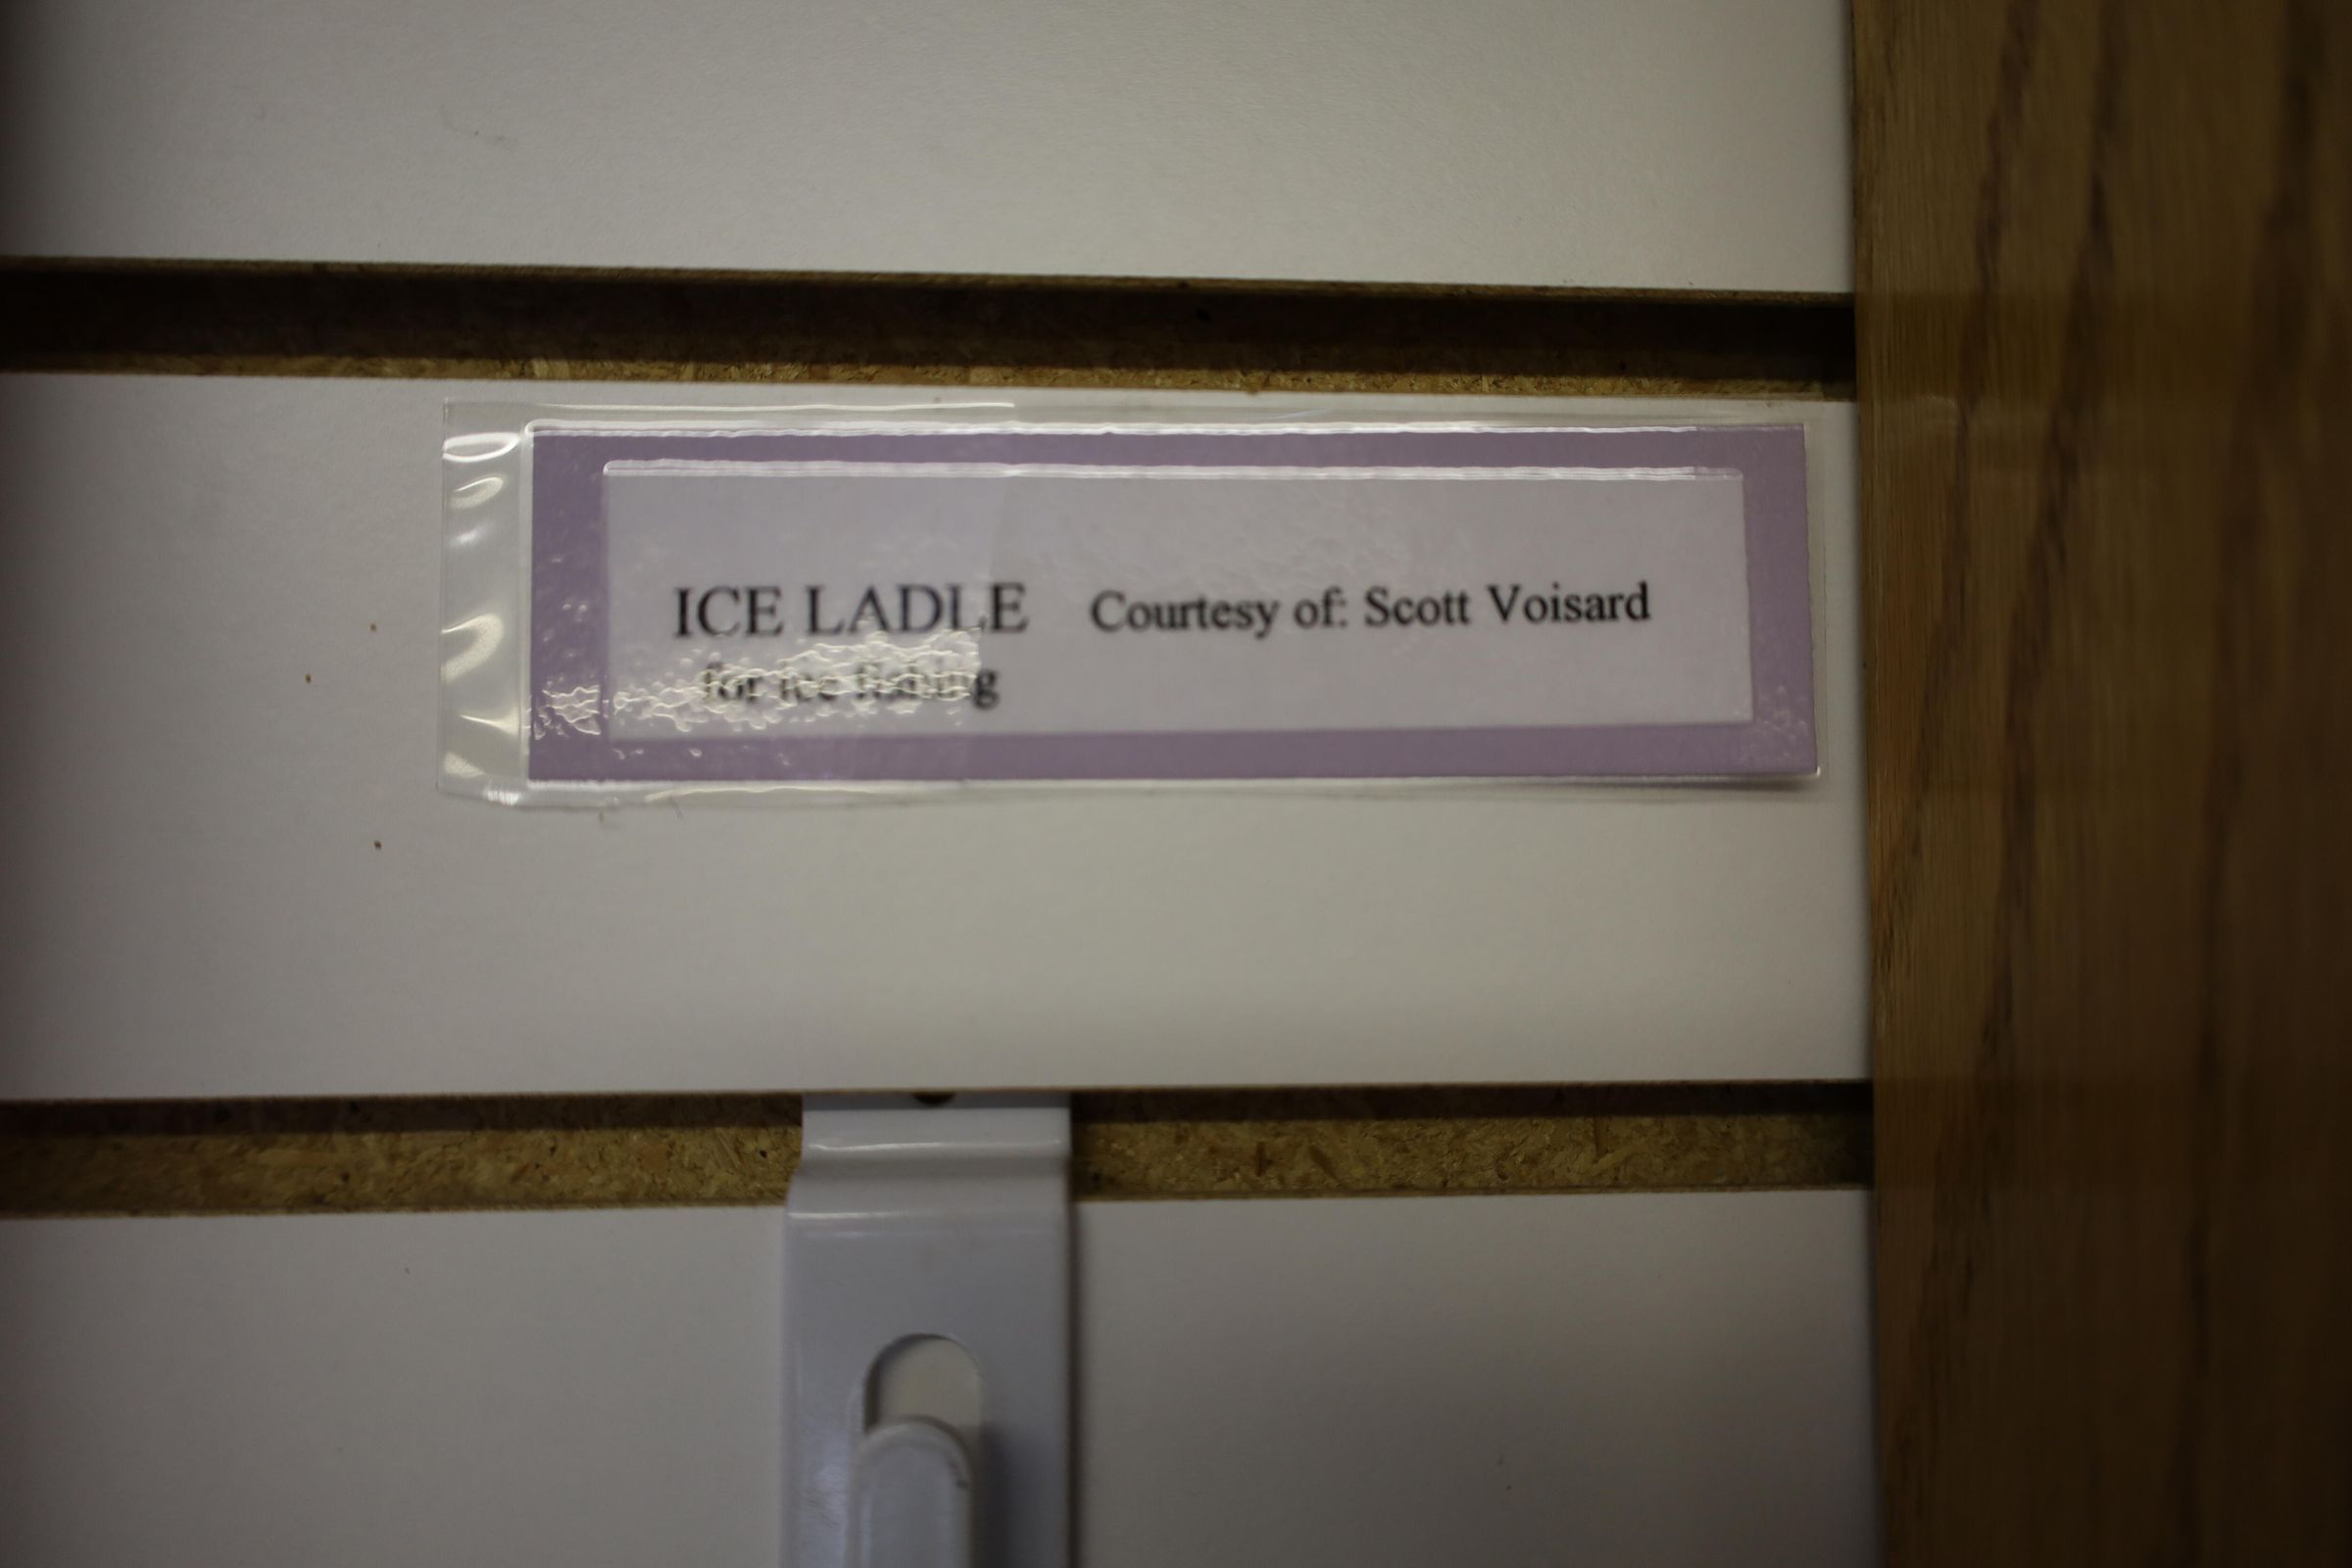 ICE LADLE Courtesy of: Scott Voisard
for ice fishing